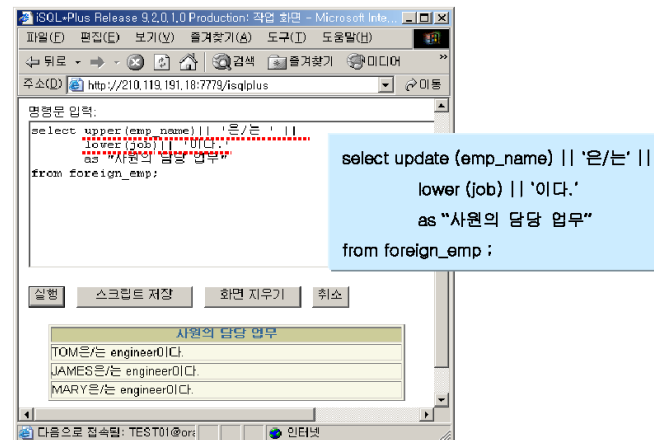 iSQL*Plus Release 9.2.0.1.0 Production: 작업 화면 - Microsoft Inte...
파일(F) 편집(E) 보기(V) 즐겨찾기(A) 도구(T) 도움말(H)
뒤로 검색 즐겨찾기 미디어 »
주소(D) http://210.119.191.18:7779/isqlplus 이동
명령문 입력:
select upper(emp_name)|| '은/는 ' ||
lower(job)|| '이다.'
as "사원의 담당 업무"
from foreign_emp;
select update (emp_name) || '은/는' ||
lower (job) || '이다.'
as "사원의 담당 업무"
from foreign_emp ;
실행 스크립트 저장 화면 지우기 취소
사원의 담당 업무
TOM은/는 engineer이다.
JAMES은/는 engineer이다.
MARY은/는 engineer이다.
다음으로 접속됨: TEST01@ora 인터넷